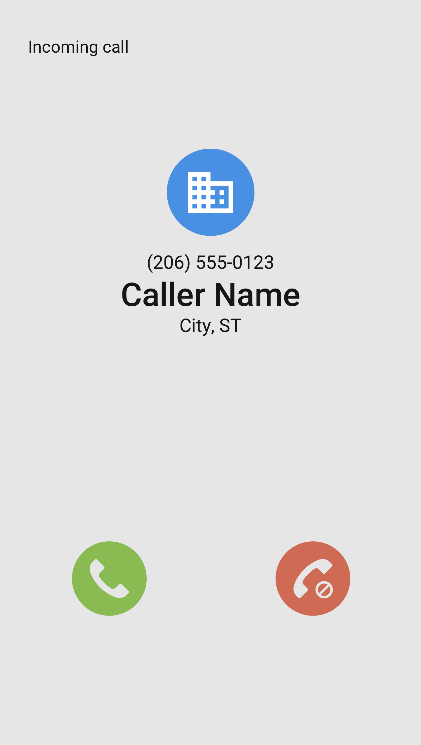 Incoming call
(206) 555-0123
Caller Name
City, ST